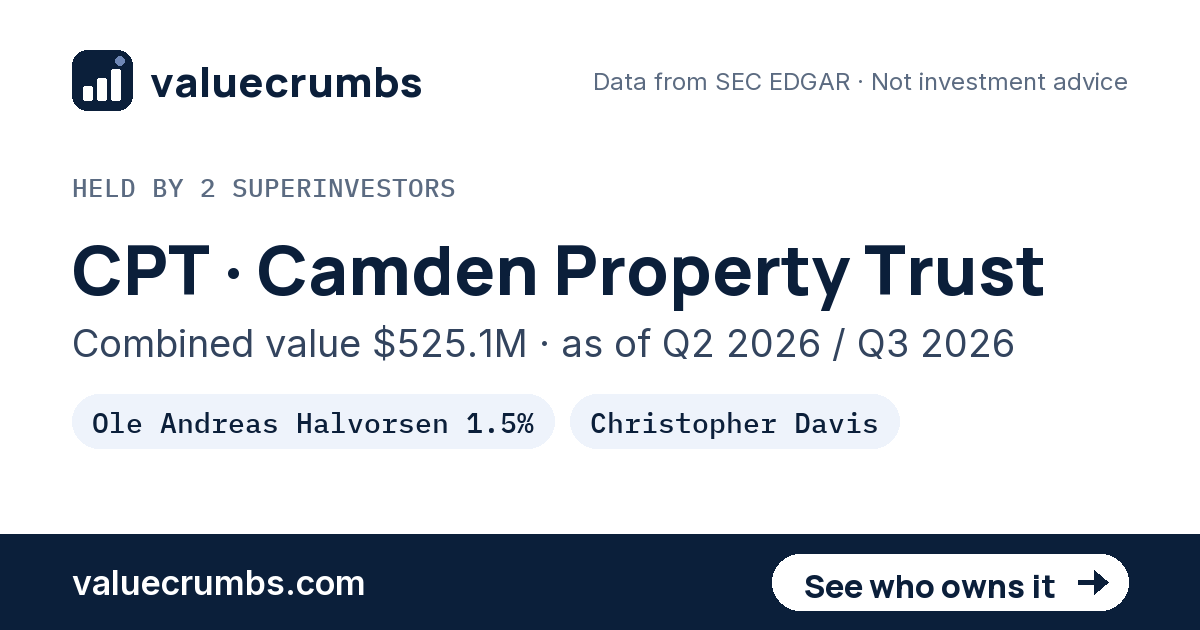 valuecrumbs
Data from SEC EDGAR · Not investment advice
HELD BY 2 SUPERINVESTORS
CPT · Camden Property Trust
Combined value $525.1M · as of Q2 2026 / Q3 2026
Ole Andreas Halvorsen 1.5%
Christopher Davis
valuecrumbs.com
See who owns it →